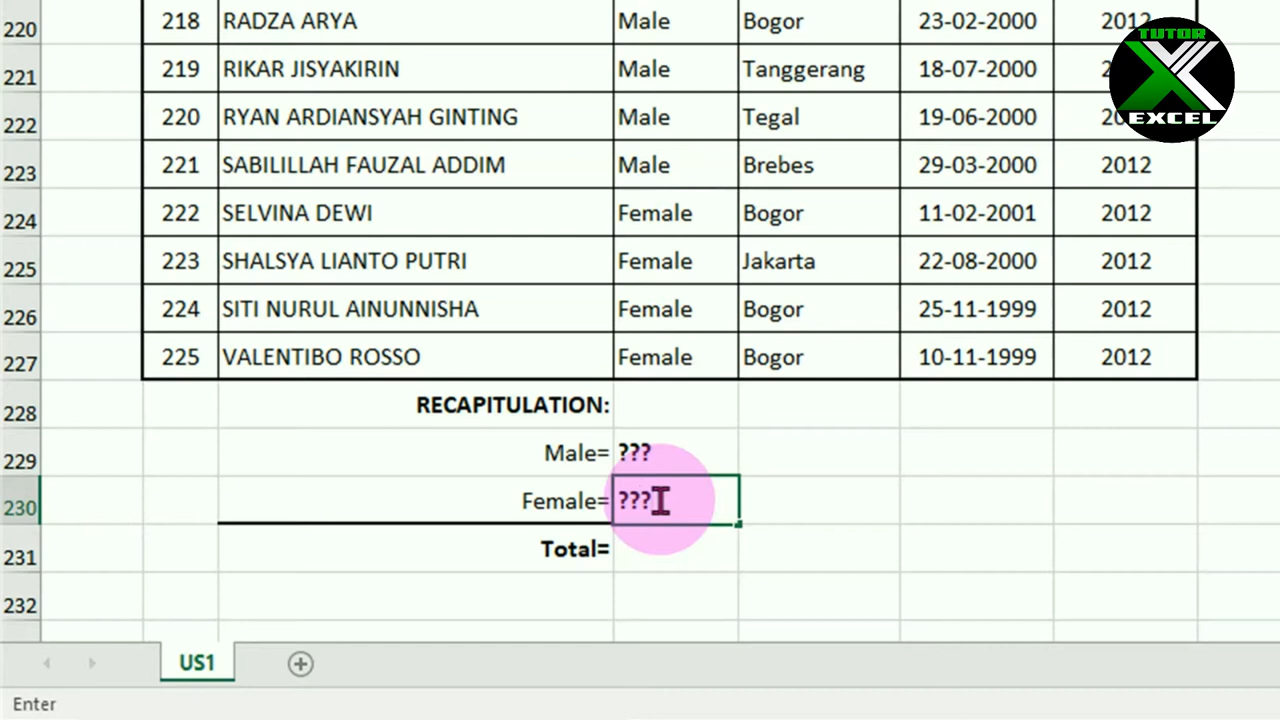 220 218 RADZA ARYA Male Bogor 23-02-2000 2012
221 219 RIKAR JISYAKIRIN Male Tanggerang 18-07-2000
222 220 RYAN ARDIANSYAH GINTING Male Tegal 19-06-2000
223 221 SABILILLAH FAUZAL ADDIM Male Brebes 29-03-2000 2012
224 222 SELVINA DEWI Female Bogor 11-02-2001 2012
225 223 SHALSYA LIANTO PUTRI Female Jakarta 22-08-2000 2012
226 224 SITI NURUL AINUNNISHA Female Bogor 25-11-1999 2012
227 225 VALENTIBO ROSSO Female Bogor 10-11-1999 2012
228 RECAPITULATION:
229 Male= ???
230 Female= ???
231 Total=
232
US1
Enter
TUTOR
EXCEL